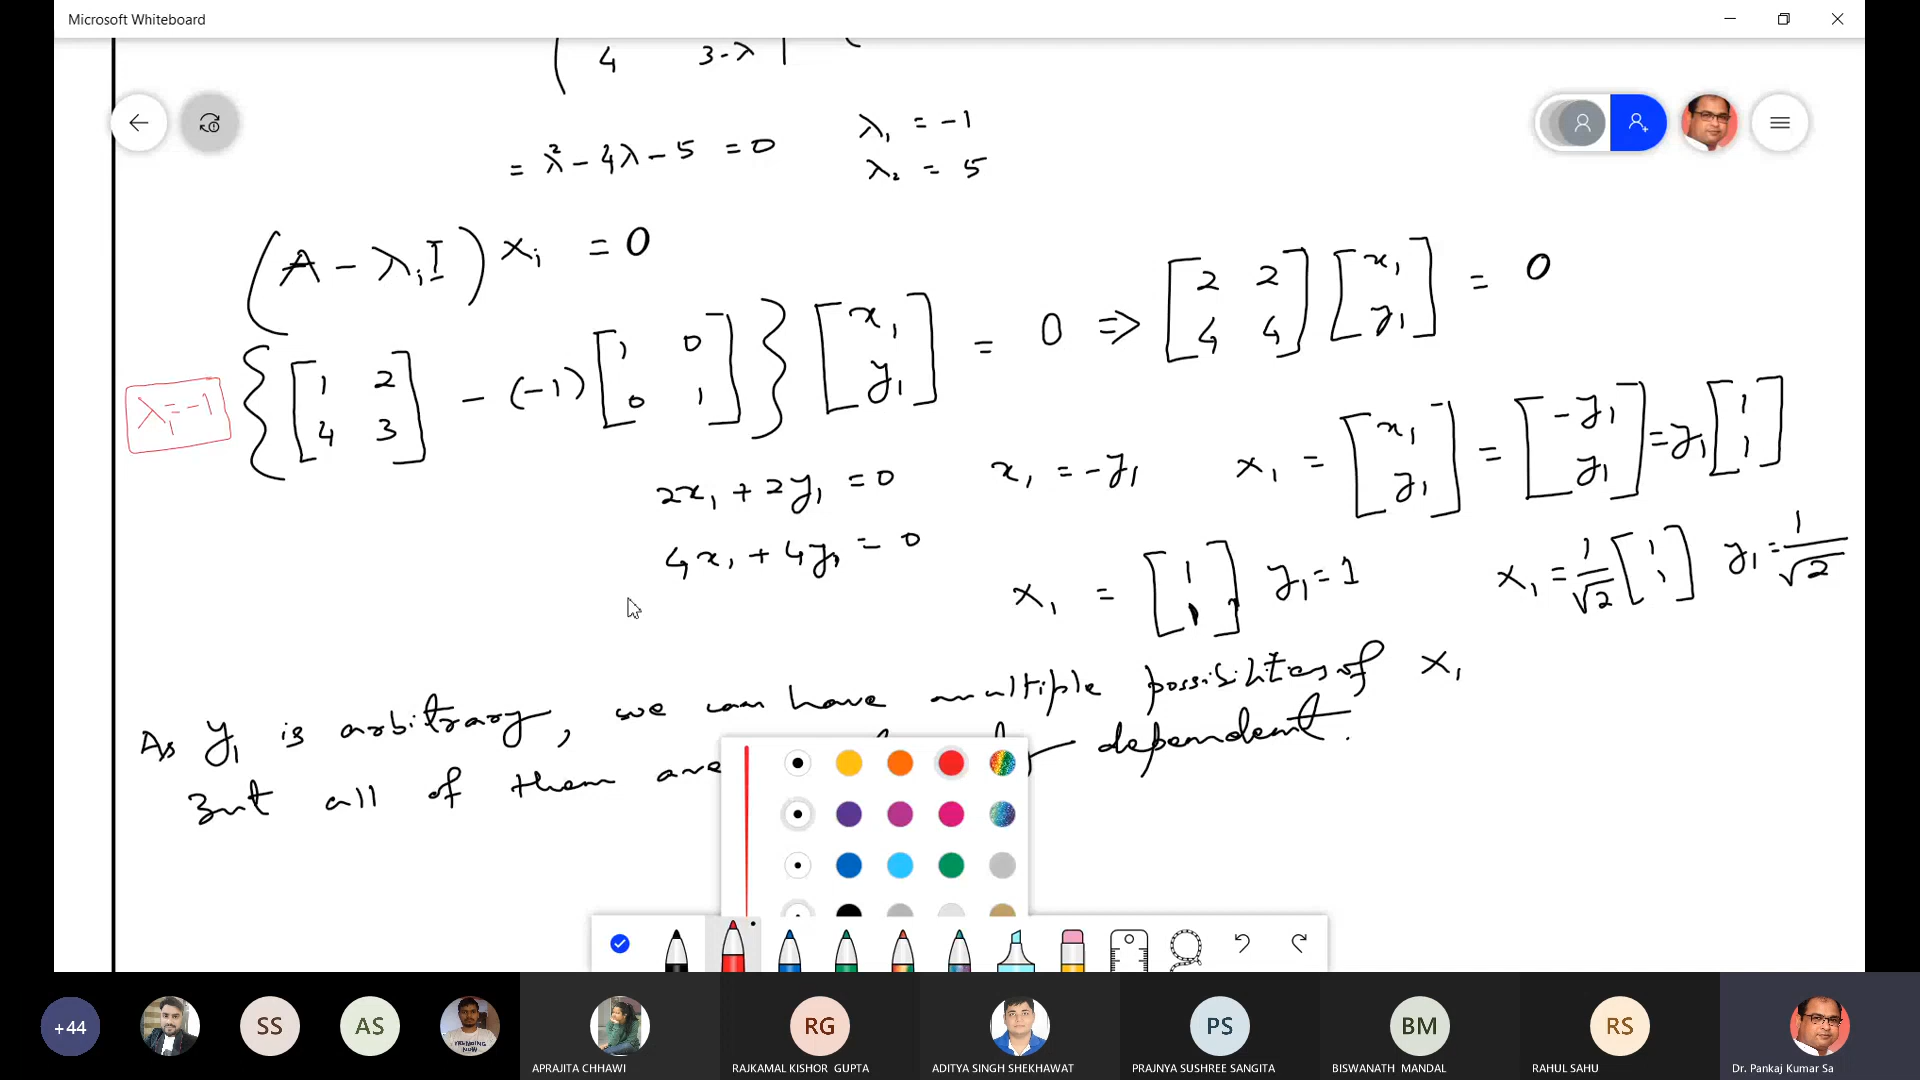 Microsoft Whiteboard
4 3-λ
= λ² - 4λ - 5 = 0
λ₁ = -1
λ₂ = 5
(A - λᵢI) xᵢ = 0
λ₁ = -1
{ [1 2; 4 3] - (-1) [1 0; 0 1] } [x₁; y₁] = 0 => [2 2; 4 4] [x₁; y₁] = 0
2x₁ + 2y₁ = 0 x₁ = -y₁ X₁ = [x₁; y₁] = [-y₁; y₁] = y₁ [1; 1]
4x₁ + 4y₁ = 0
X₁ = [1; 1] y₁ = 1 X₁ = 1/√2 [1; 1] y₁ = 1/√2
As y₁ is arbitrary, we can have multiple possibilities of X₁
But all of them are dependent.
+44
SS
AS
TRENDING NOW
RG
PS
BM
RS
APRAJITA CHHAWI
RAJKAMAL KISHOR GUPTA
ADITYA SINGH SHEKHAWAT
PRAJNYA SUSHREE SANGITA
BISWANATH MANDAL
RAHUL SAHU
Dr. Pankaj Kumar Sa